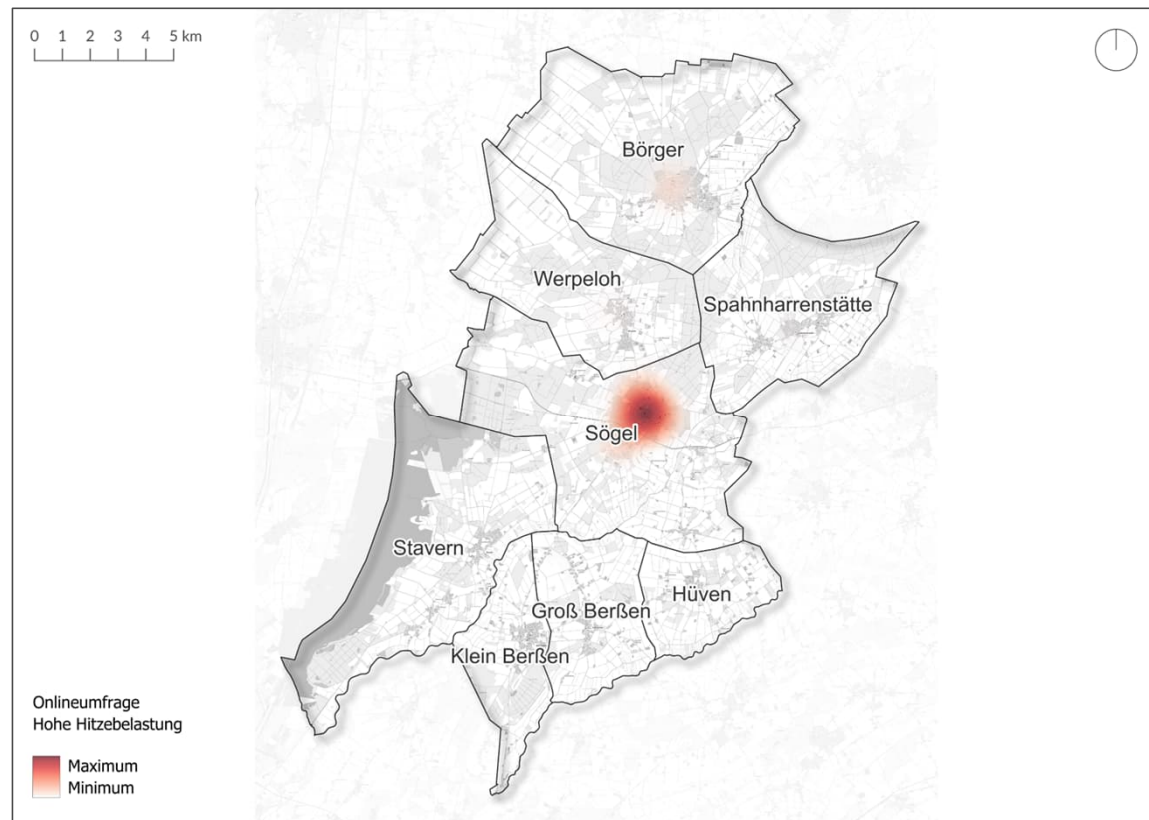 0 1 2 3 4 5 km
Börger
Werpeloh
Spahnharrenstätte
Sögel
Stavern
Hüven
Groß Berßen
Klein Berßen
Onlineumfrage
Hohe Hitzebelastung
Maximum
Minimum